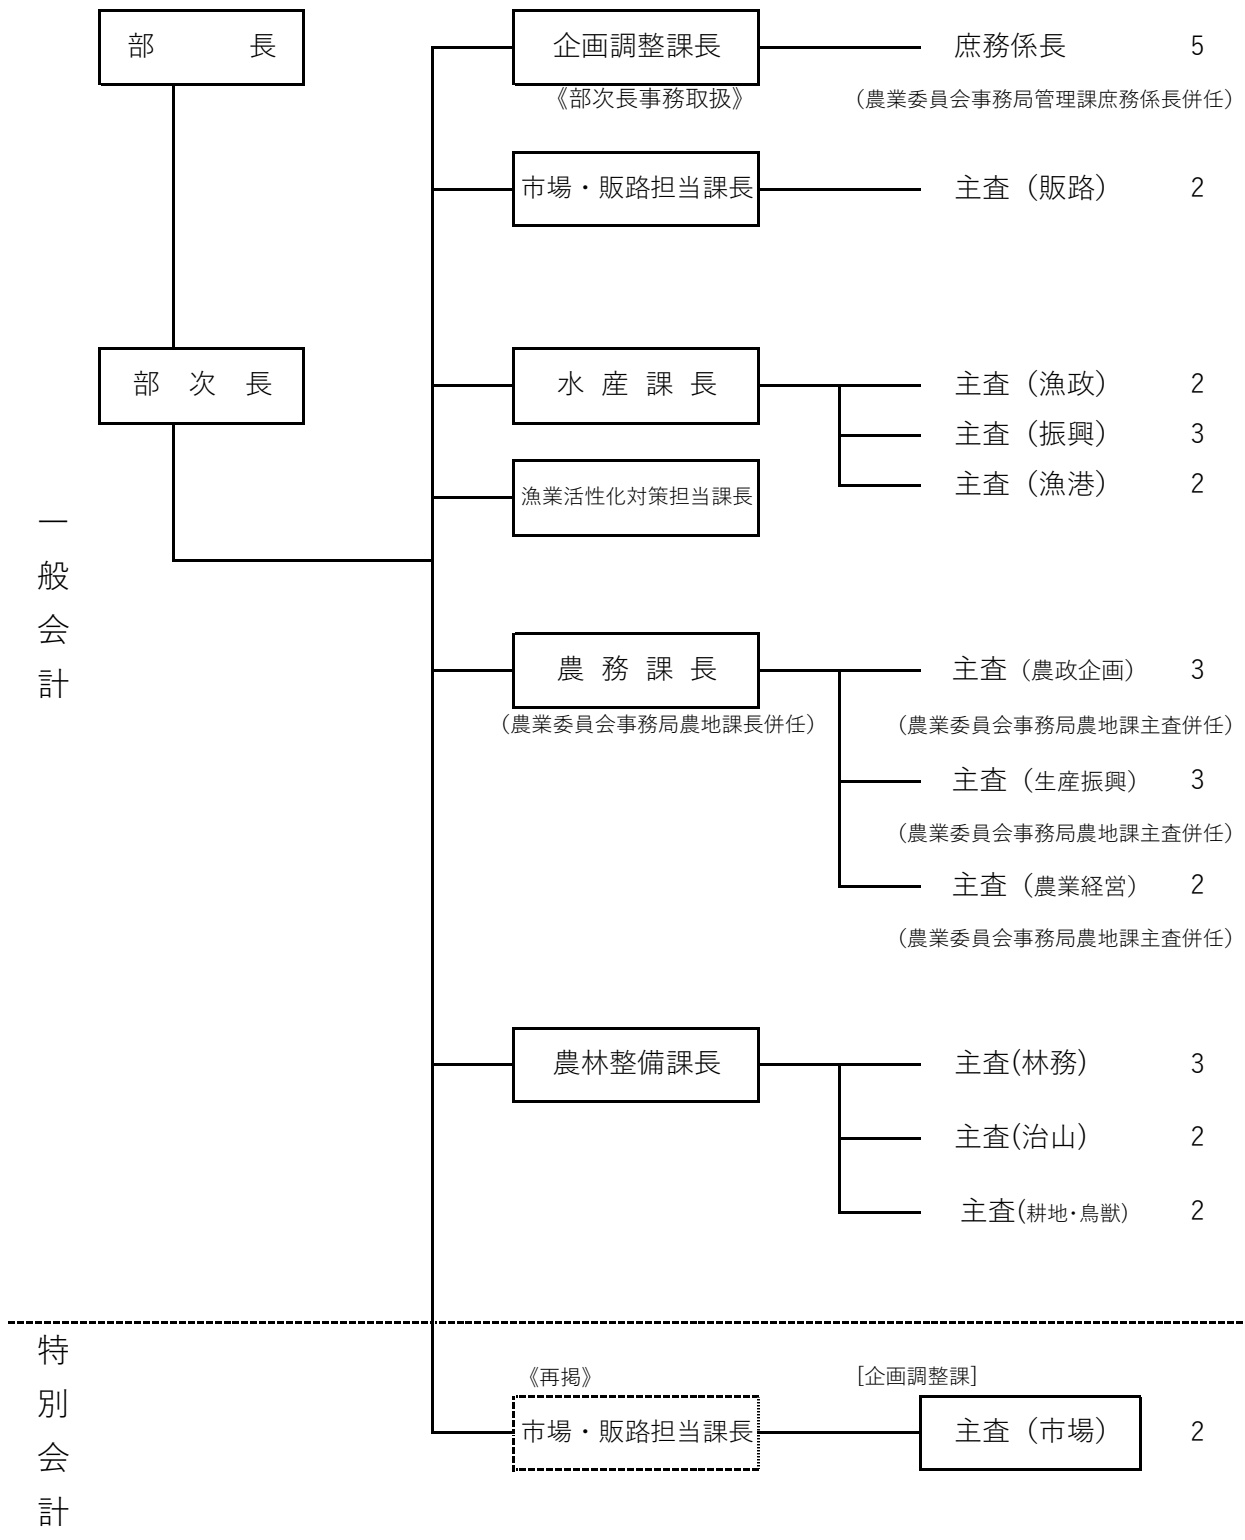 部　　長
企画調整課長　庶務係長　5
《部次長事務取扱》　（農業委員会事務局管理課庶務係長併任）
市場・販路担当課長　主査（販路）　2
部　次　長
水　産　課　長　主査（漁政）　2
主査（振興）　3
主査（漁港）　2
漁業活性化対策担当課長
一般会計
農　務　課　長　主査（農政企画）　3
（農業委員会事務局農地課長併任）　（農業委員会事務局農地課主査併任）
主査（生産振興）　3
（農業委員会事務局農地課主査併任）
主査（農業経営）　2
（農業委員会事務局農地課主査併任）
農林整備課長　主査(林務)　3
主査(治山)　2
主査(耕地･鳥獣)　2
特別会計
《再掲》　[企画調整課]
市場・販路担当課長　主査（市場）　2